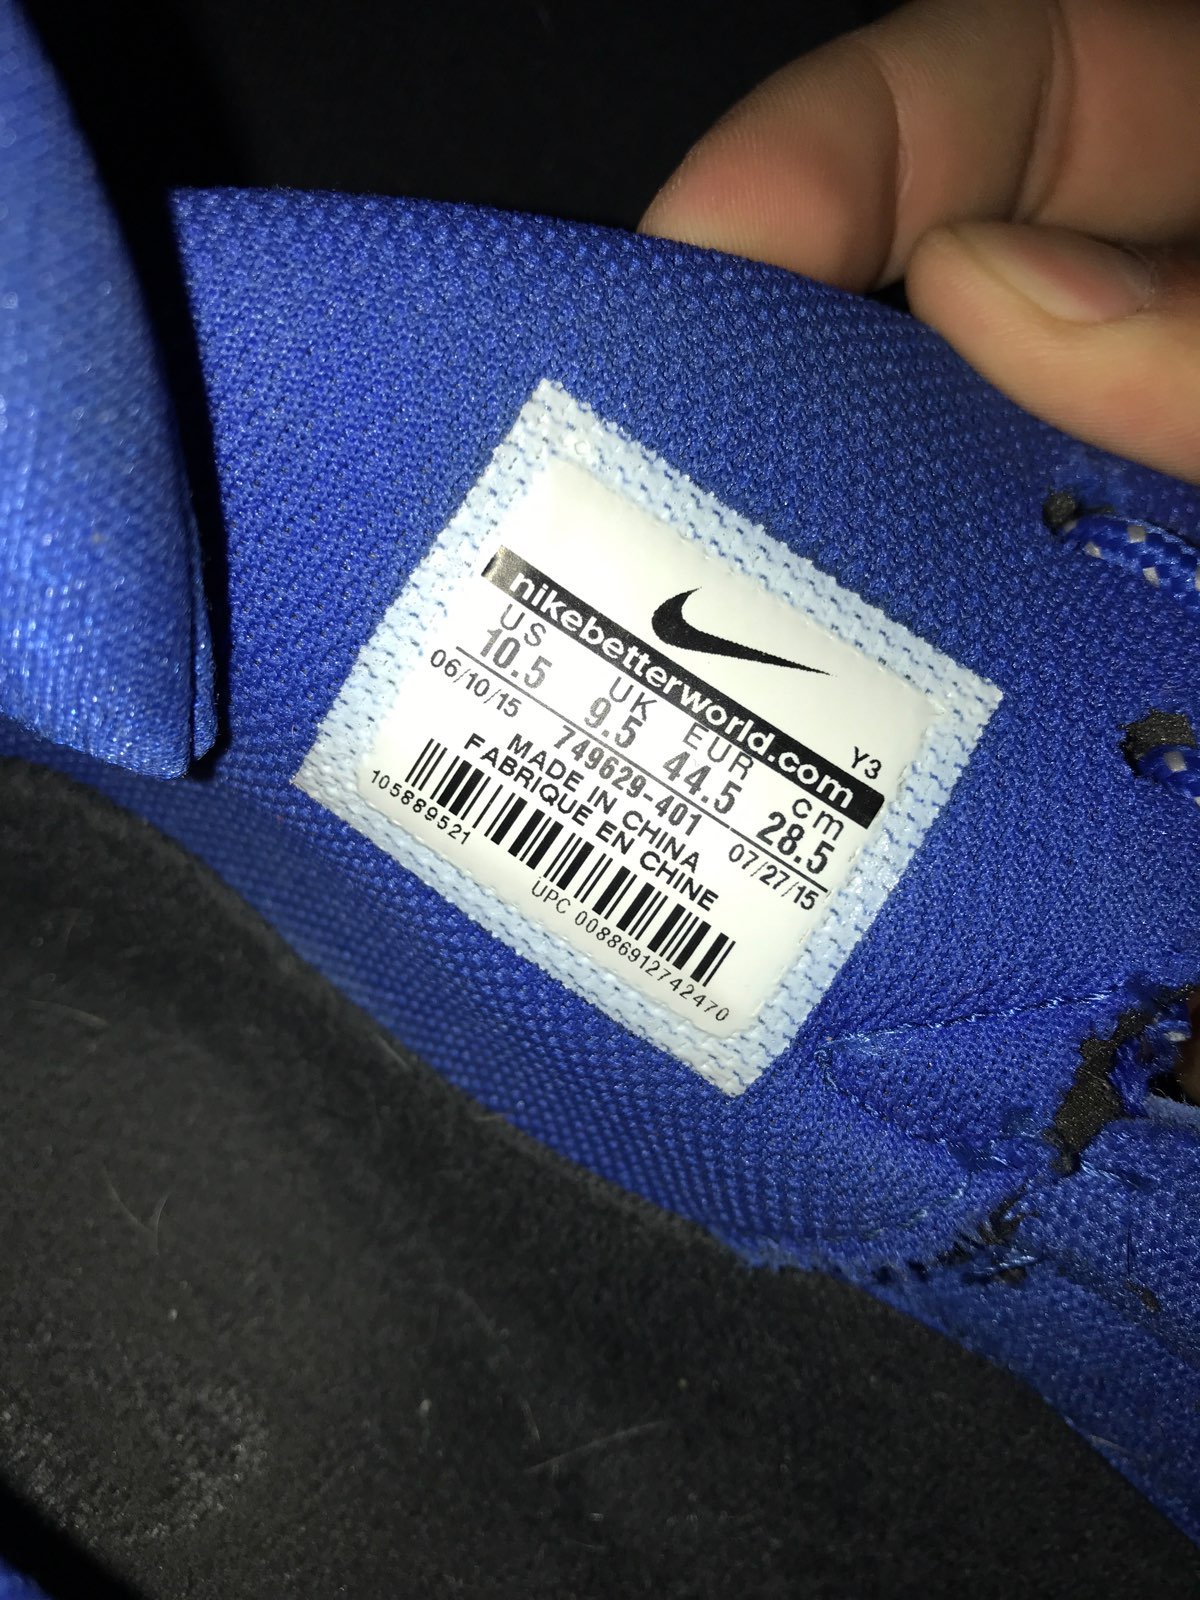 nikebetterworld.com
Y3
US UK EUR cm
10.5 9.5 44.5 28.5
06/10/15 749629-401 07/27/15
MADE IN CHINA
FABRIQUE EN CHINE
105889521
UPC 00886912742470